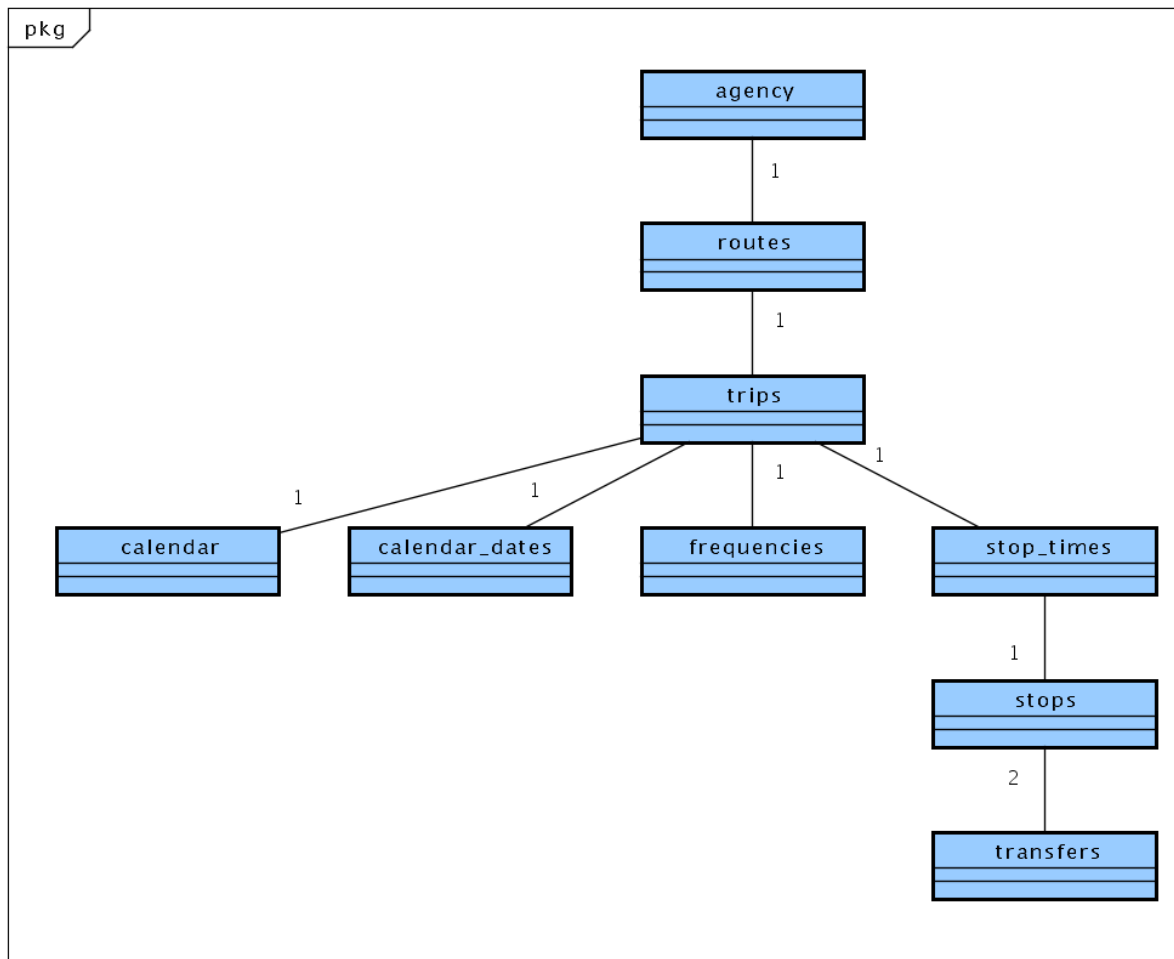 pkg
agency
1
routes
1
trips
1
1
1
1
calendar
calendar_dates
frequencies
stop_times
1
stops
2
transfers